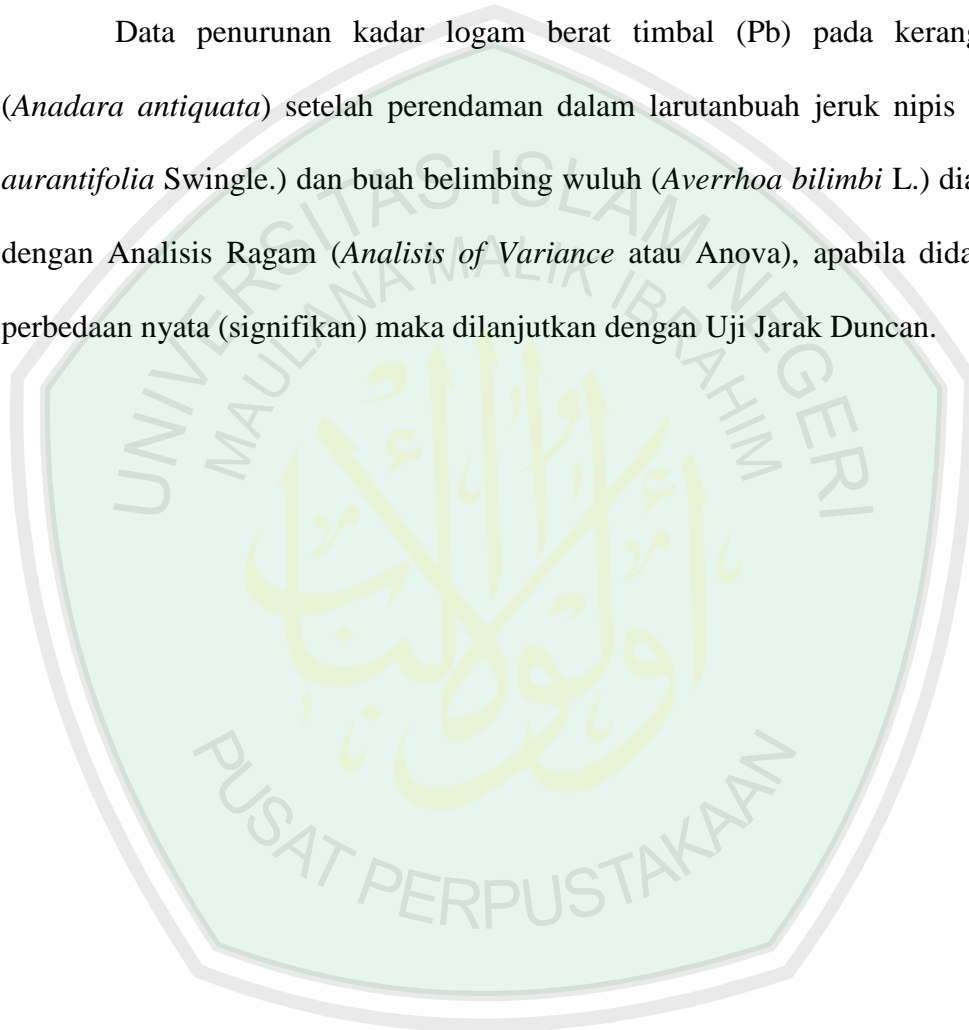 Data penurunan kadar logam berat timbal (Pb) pada
(Anadara antiquata) setelah perendaman dalam larutanbuah jeruk nipis
aurantifolia Swingle.) dan buah belimbing wuluh (Averrhoa bilimbi L.)
dengan Analisis Ragam (Analisis of Variance atau Anova), apabila
perbedaan nyata (signifikan) maka dilanjutkan dengan Uji Jarak Duncan.
UNIVERSITAS ISLAM NEGERI
MAULANA MALIK IBRAHIM
أولوا الألباب
PUSAT PERPUSTAKAAN